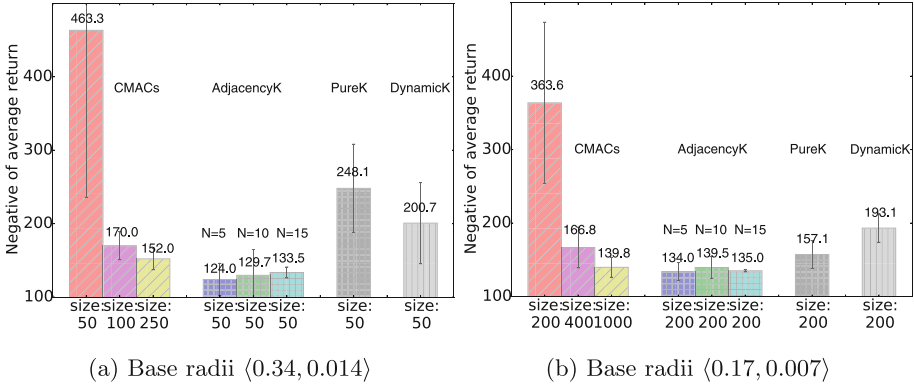 463.3
400
CMACs AdjacencyK PureK DynamicK
300
248.1
200
170.0
152.0
N=5 N=10 N=15
124.0 129.7 133.5
200.7
100
Negative of average return
size: size: size: size: size: size: size: size:
50 100 250 50 50 50 50 50
(a) Base radii ⟨0.34, 0.014⟩
400
363.6
CMACs AdjacencyK PureK DynamicK
300
200
166.8
139.8
N=5 N=10 N=15
134.0 139.5 135.0
157.1
193.1
100
Negative of average return
size: size: size: size: size: size: size: size:
200 400 1000 200 200 200 200 200
(b) Base radii ⟨0.17, 0.007⟩